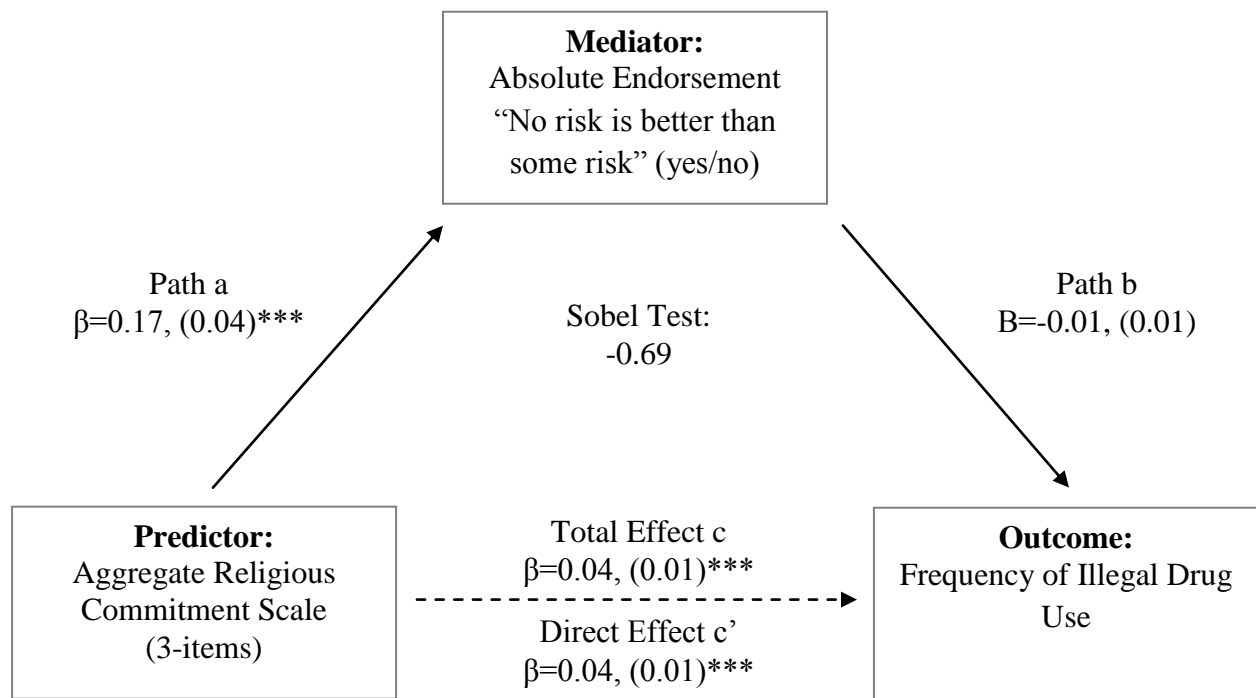 Mediator:
Absolute Endorsement
“No risk is better than
some risk” (yes/no)
Path a
β=0.17, (0.04)***
Sobel Test:
-0.69
Path b
B=-0.01, (0.01)
Predictor:
Aggregate Religious
Commitment Scale
(3-items)
Total Effect c
β=0.04, (0.01)***
Direct Effect c’
β=0.04, (0.01)***
Outcome:
Frequency of Illegal Drug
Use